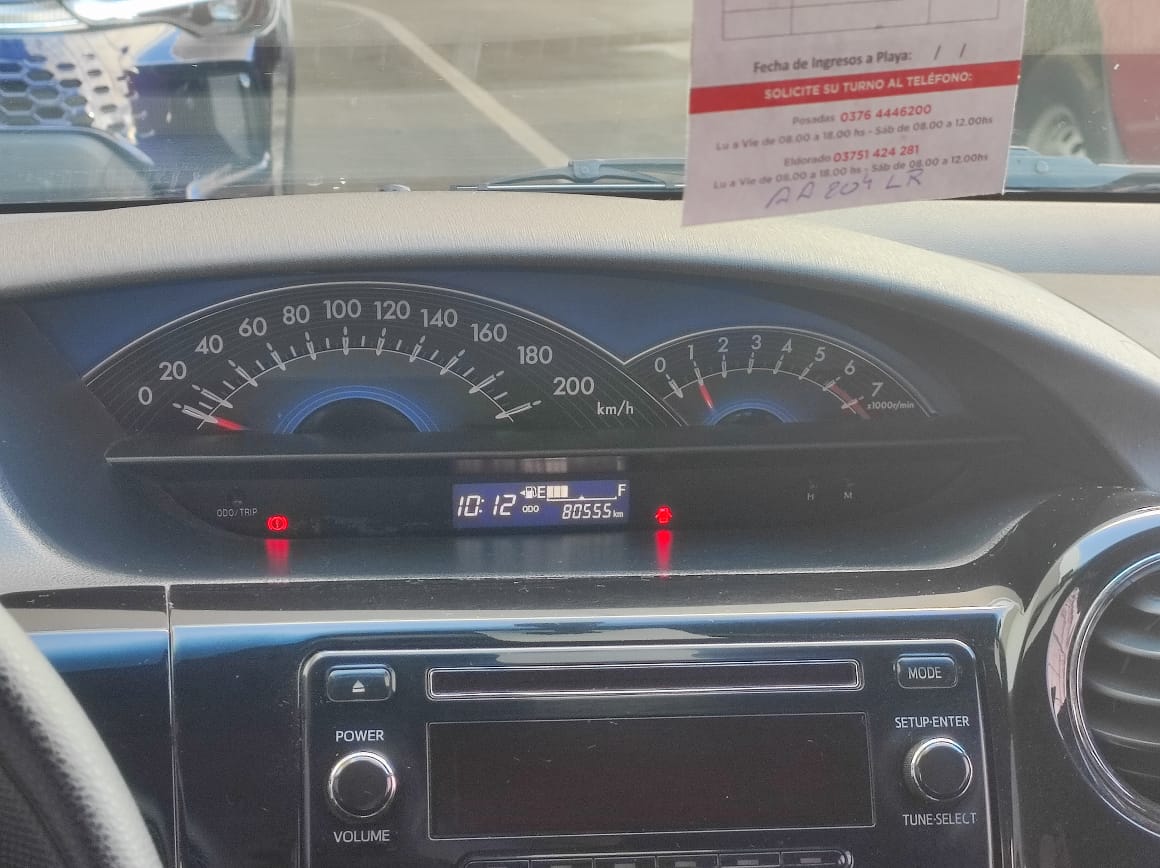 Fecha de Ingresos a Playa: / /
SOLICITE SU TURNO AL TELÉFONO:
Posadas 0376 4446200
Lu a Vie de 08.00 a 18.00 hs - Sáb de 08.00 a 12.00hs
Eldorado 03751 424 281
Lu a Vie de 08.00 a 18.00 hs - Sáb de 08.00 a 12.00hs
AA 204 LR
0 20 40 60 80 100 120 140 160 180 200
km/h
0 1 2 3 4 5 6 7
x1000r/min
ODO/TRIP
10:12 E F
ODO 80555 km
H M
MODE
POWER
VOLUME
SETUP·ENTER
TUNE·SELECT